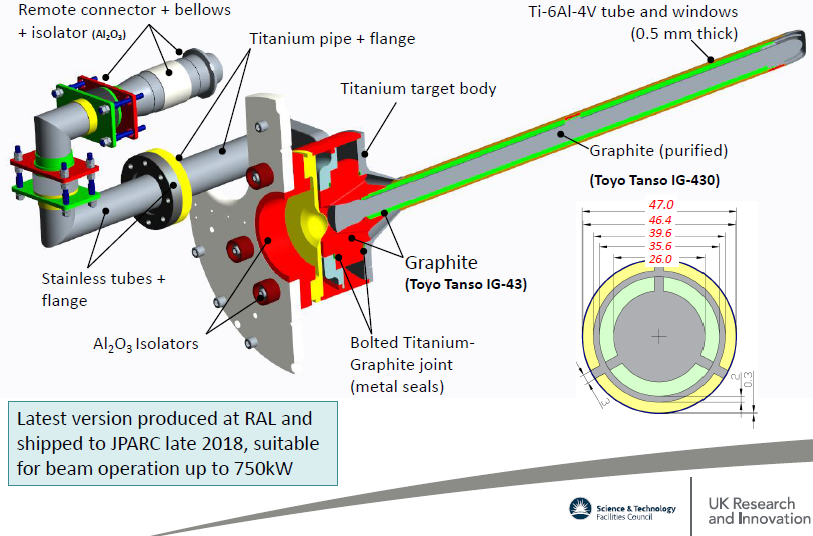 Remote connector + bellows
+ isolator (Al₂O₃)
Titanium pipe + flange
Ti-6Al-4V tube and windows
(0.5 mm thick)
Titanium target body
Graphite (purified)
(Toyo Tanso IG-430)
47.0
46.4
39.6
35.6
26.0
2
0.3
3
Graphite
(Toyo Tanso IG-43)
Stainless tubes +
flange
Al₂O₃ Isolators
Bolted Titanium-
Graphite joint
(metal seals)
Latest version produced at RAL and
shipped to JPARC late 2018, suitable
for beam operation up to 750kW
Science & Technology
Facilities Council
UK Research
and Innovation